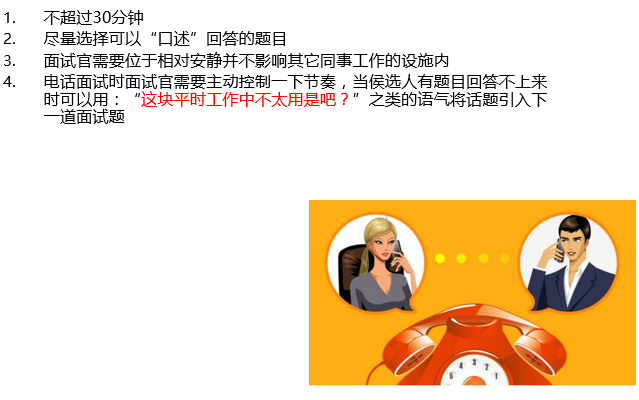 1. 不超过30分钟
2. 尽量选择可以“口述”回答的题目
3. 面试官需要位于相对安静并不影响其它同事工作的设施内
4. 电话面试时面试官需要主动控制一下节奏，当侯选人有题目回答不上来
时可以用：“这块平时工作中不太用是吧？”之类的语气将话题引入下
一道面试题
5 4 3 2 1